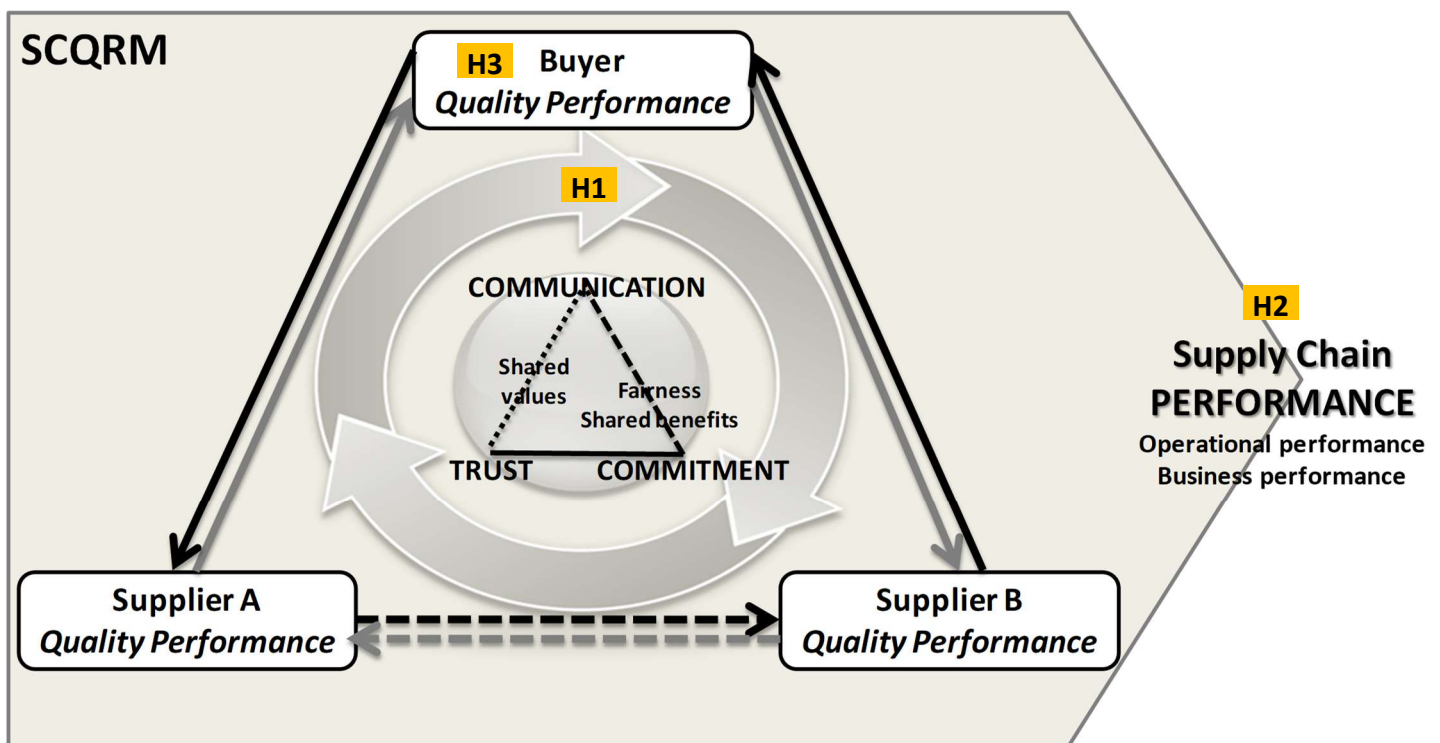 SCQRM
H3 Buyer
Quality Performance
H1
COMMUNICATION
Shared
values
Fairness
Shared benefits
TRUST COMMITMENT
H2
Supply Chain
PERFORMANCE
Operational performance
Business performance
Supplier A
Quality Performance
Supplier B
Quality Performance